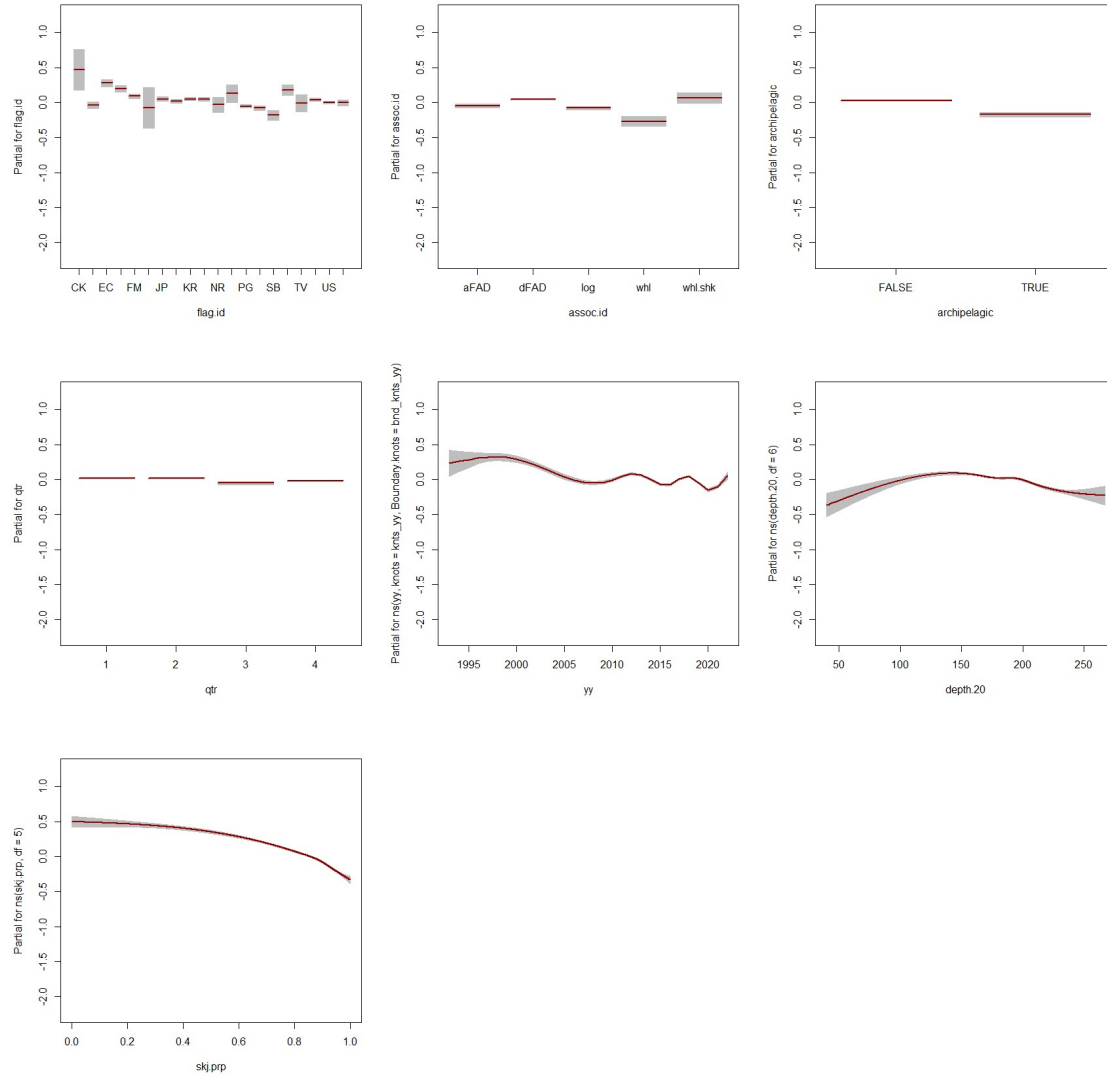 Partial for flag.id
1.0
0.5
0.0
-0.5
-1.0
-1.5
-2.0
CK EC FM JP KR NR PG SB TV US
flag.id
Partial for assoc.id
1.0
0.5
0.0
-0.5
-1.0
-1.5
-2.0
aFAD dFAD log whl whl.shk
assoc.id
Partial for archipelagic
1.0
0.5
0.0
-0.5
-1.0
-1.5
-2.0
FALSE TRUE
archipelagic
Partial for qtr
1.0
0.5
0.0
-0.5
-1.0
-1.5
-2.0
1 2 3 4
qtr
Partial for ns(yy, knots = knts_yy, Boundary.knots = bnd_knts_yy)
1.0
0.5
0.0
-0.5
-1.0
-1.5
-2.0
1995 2000 2005 2010 2015 2020
yy
Partial for ns(depth.20, df = 6)
1.0
0.5
0.0
-0.5
-1.0
-1.5
-2.0
50 100 150 200 250
depth.20
Partial for ns(skj.prp, df = 5)
1.0
0.5
0.0
-0.5
-1.0
-1.5
-2.0
0.0 0.2 0.4 0.6 0.8 1.0
skj.prp